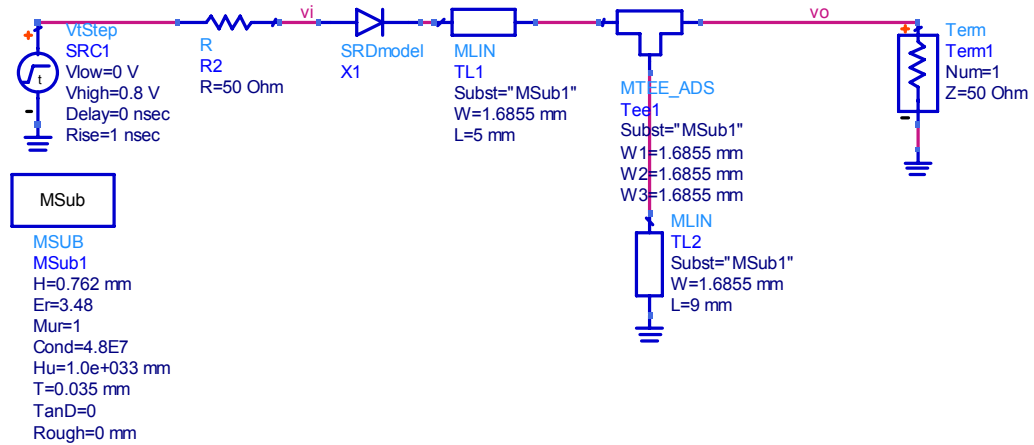 vi
vo
+
VtStep
SRC1
Vlow=0 V
Vhigh=0.8 V
Delay=0 nsec
Rise=1 nsec
t
-
R
R2
R=50 Ohm
SRDmodel
X1
MLIN
TL1
Subst="MSub1"
W=1.6855 mm
L=5 mm
MTEE_ADS
Tee1
Subst="MSub1"
W1=1.6855 mm
W2=1.6855 mm
W3=1.6855 mm
+
-
Term
Term1
Num=1
Z=50 Ohm
MLIN
TL2
Subst="MSub1"
W=1.6855 mm
L=9 mm
MSub
MSUB
MSub1
H=0.762 mm
Er=3.48
Mur=1
Cond=4.8E7
Hu=1.0e+033 mm
T=0.035 mm
TanD=0
Rough=0 mm